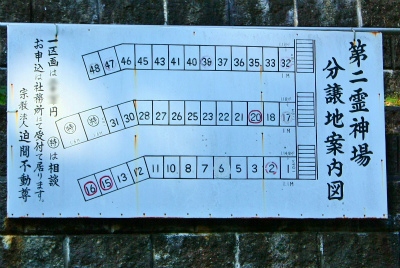 第二霊神場
分譲地案内図
48 47 46 45 43 41 40 38 37 36 35 33 32
特 特 31 30 28 27 26 25 23 22 21 20 18 17
16 15 13 12 11 10 8 7 6 5 3 2 1
一区画は 円 特は相談
お申込は社務所にて受付て居ります。
宗教法人 迫間不動尊